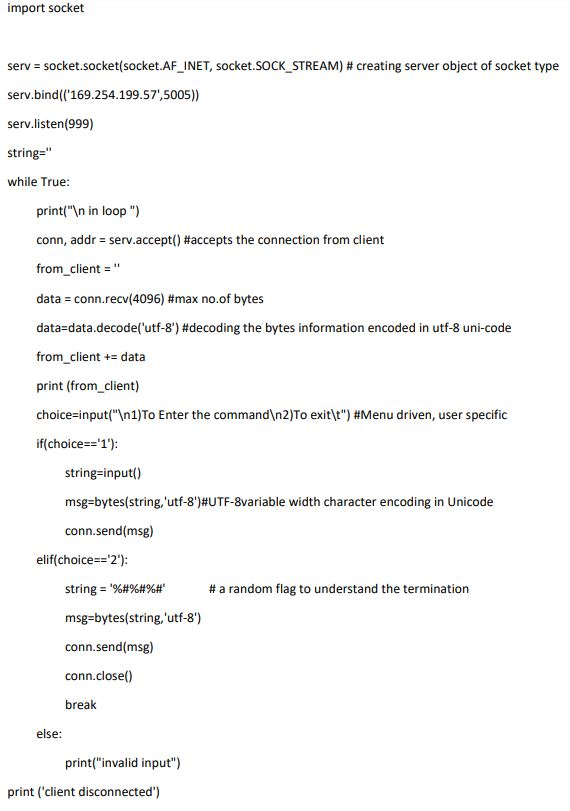 import socket
serv = socket.socket(socket.AF_INET, socket.SOCK_STREAM) # creating server object of socket type
serv.bind(('169.254.199.57',5005))
serv.listen(999)
string=''
while True:
print("\n in loop ")
conn, addr = serv.accept() #accepts the connection from client
from_client = ''
data = conn.recv(4096) #max no.of bytes
data=data.decode('utf-8') #decoding the bytes information encoded in utf-8 uni-code
from_client += data
print (from_client)
choice=input("\n1)To Enter the command\n2)To exit\t") #Menu driven, user specific
if(choice=='1'):
string=input()
msg=bytes(string,'utf-8')#UTF-8variable width character encoding in Unicode
conn.send(msg)
elif(choice=='2'):
string = '%#%#%#' # a random flag to understand the termination
msg=bytes(string,'utf-8')
conn.send(msg)
conn.close()
break
else:
print("invalid input")
print ('client disconnected')